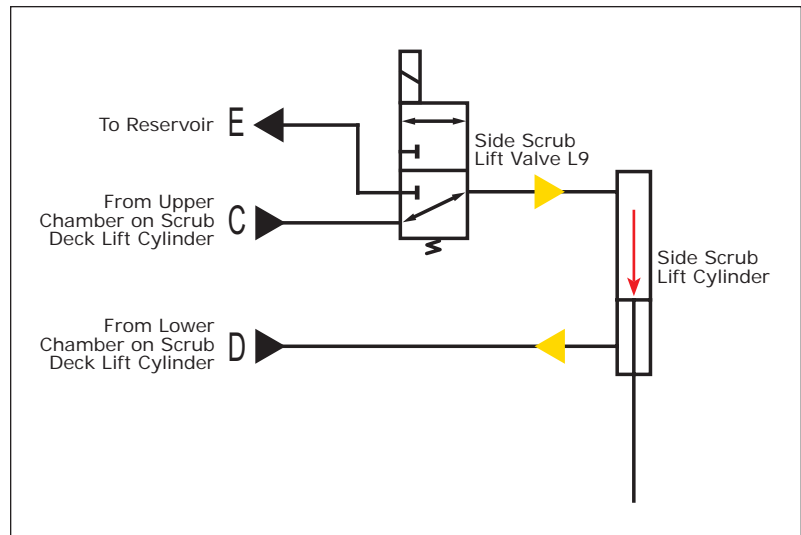 To Reservoir E
Side Scrub
Lift Valve L9
From Upper
Chamber on Scrub
Deck Lift Cylinder
C
Side Scrub
Lift Cylinder
From Lower
Chamber on Scrub
Deck Lift Cylinder
D